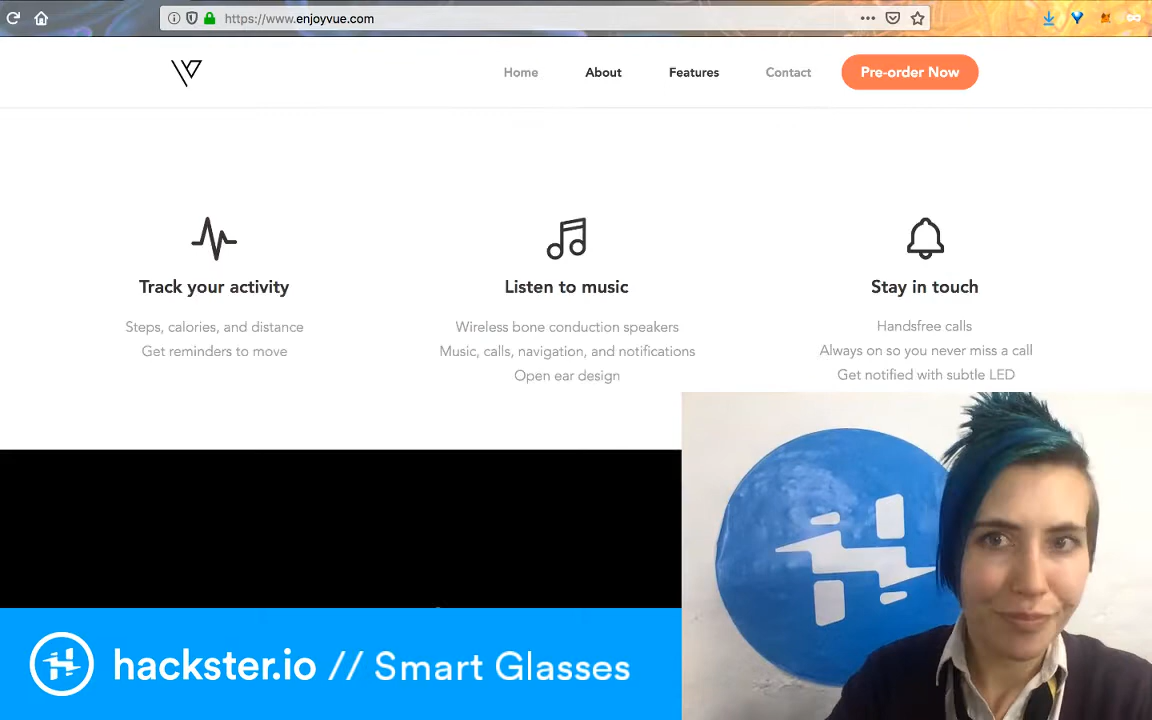 https://www.enjoyvue.com
Home
About
Features
Contact
Pre-order Now
Track your activity
Steps, calories, and distance
Get reminders to move
Listen to music
Wireless bone conduction speakers
Music, calls, navigation, and notifications
Open ear design
Stay in touch
Handsfree calls
Always on so you never miss a call
Get notified with subtle LED
hackster.io // Smart Glasses